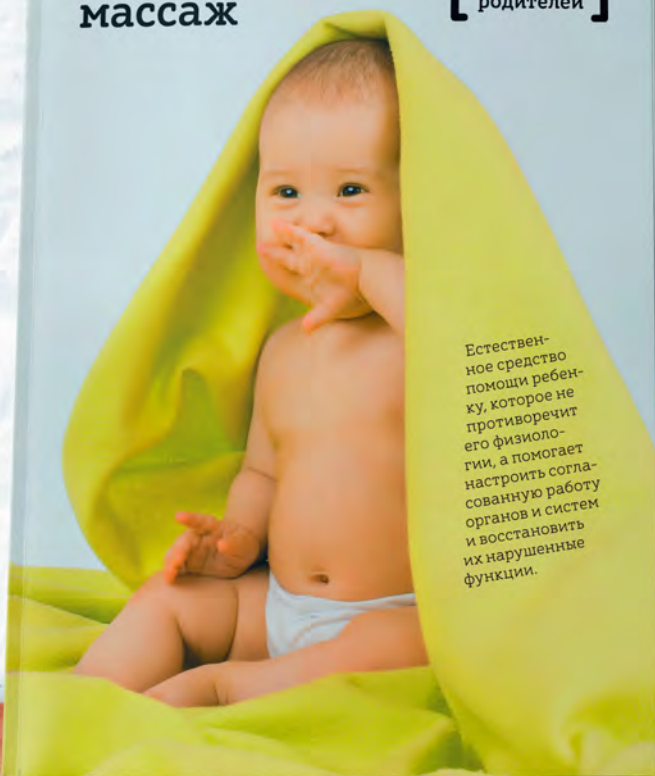 массаж
родителей
Естествен-
ное средство
помощи ребен-
ку, которое не
противоречит
его физиоло-
гии, а помогает
настроить согла-
сованную работу
органов и систем
и восстановить
их нарушенные
функции.